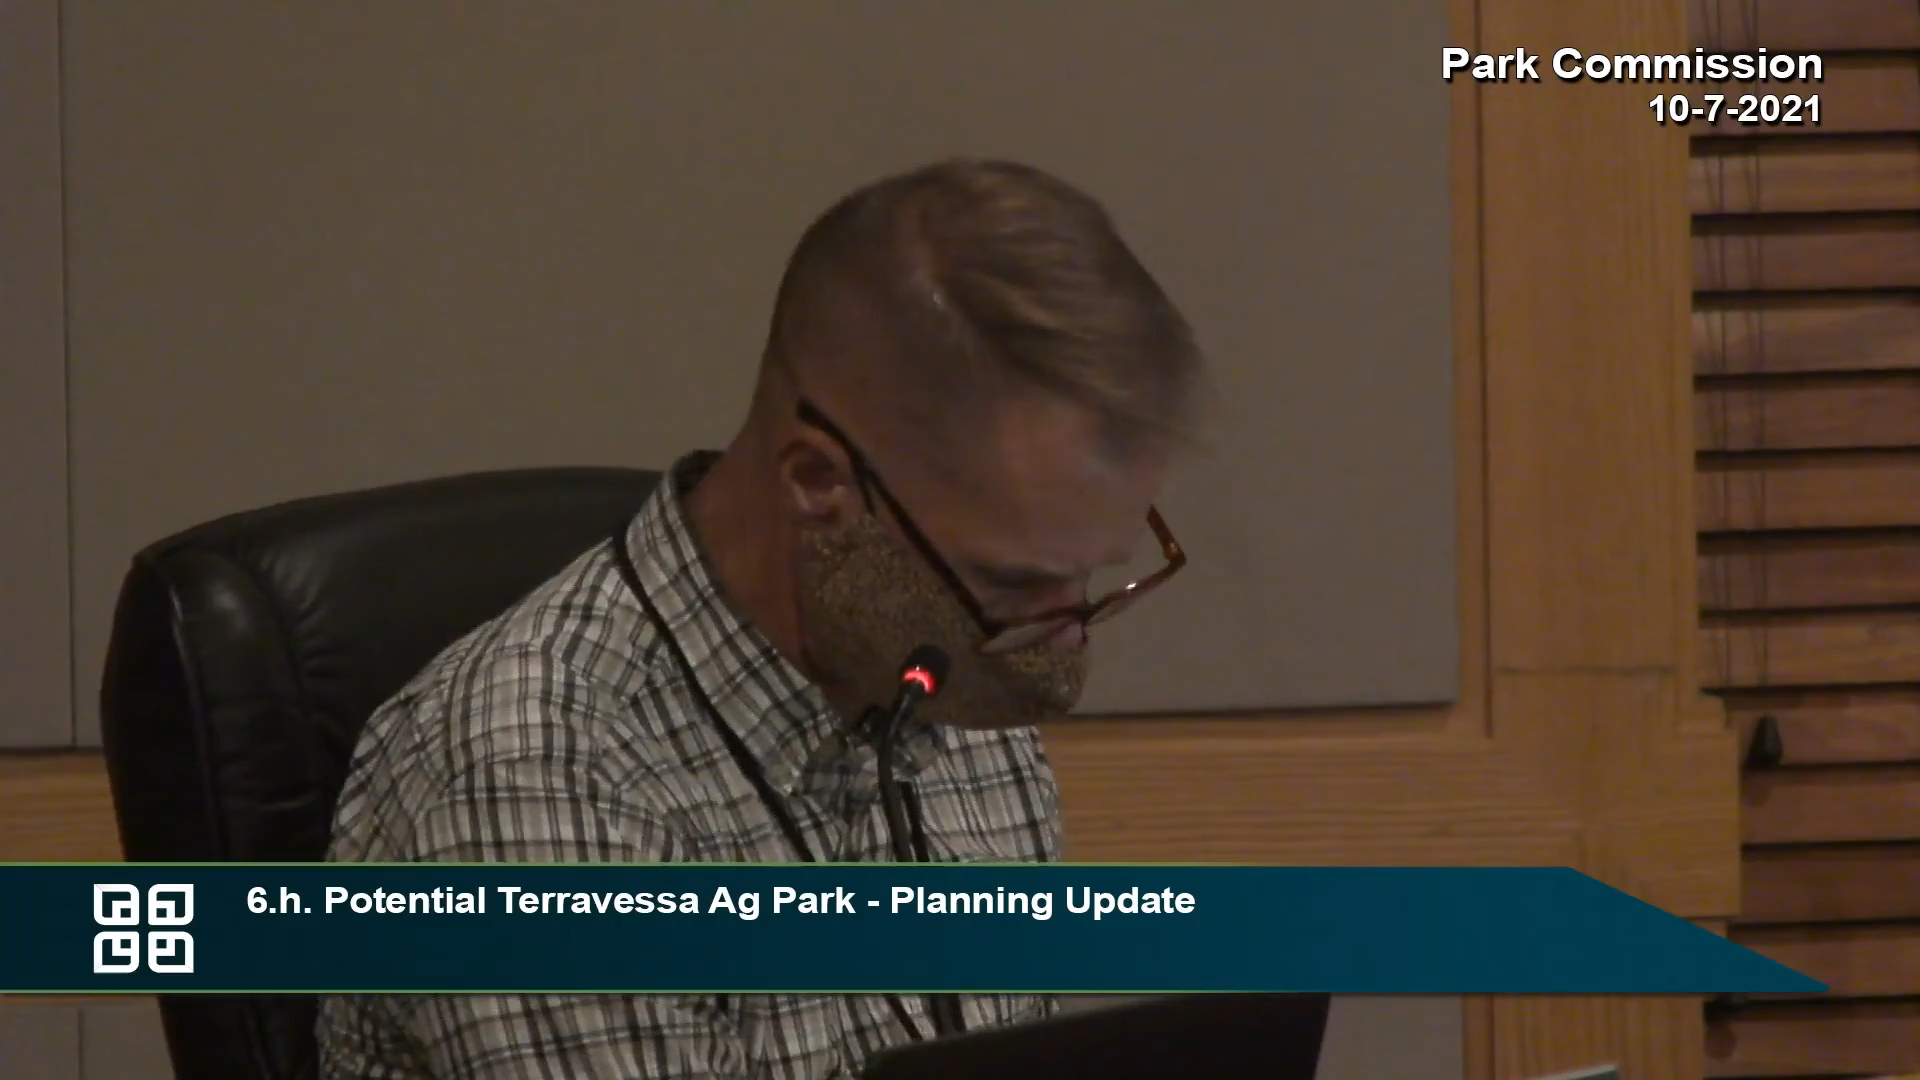 Park Commission
10-7-2021
6.h. Potential Terravessa Ag Park - Planning Update